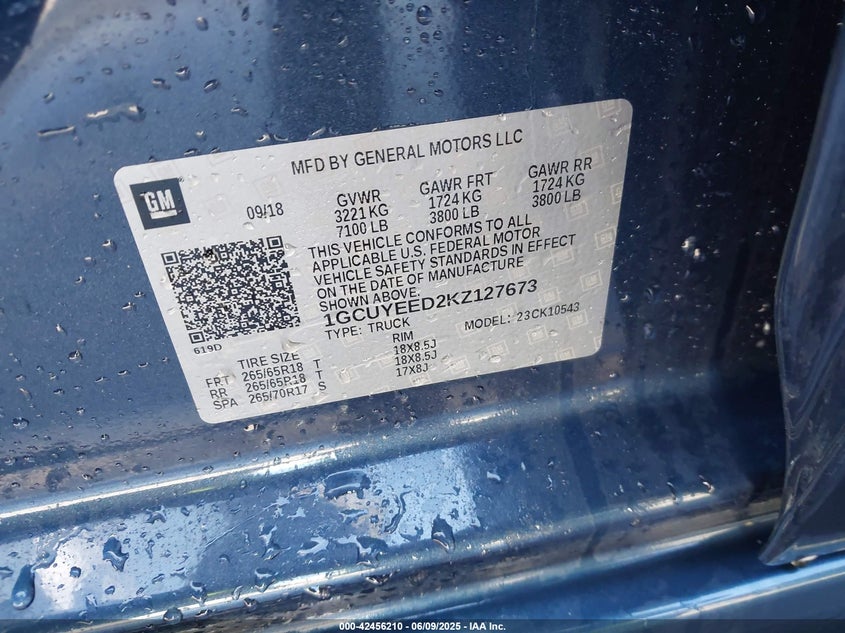 MFD BY GENERAL MOTORS LLC
GM
09/18
GVWR
3221 KG
7100 LB
GAWR FRT
1724 KG
3800 LB
GAWR RR
1724 KG
3800 LB
THIS VEHICLE CONFORMS TO ALL
APPLICABLE U.S. FEDERAL MOTOR
VEHICLE SAFETY STANDARDS IN EFFECT
ON THE DATE OF MANUFACTURE
SHOWN ABOVE.
1GCUYEED2KZ127673
TYPE: TRUCK MODEL: 23CK10543
619D
TIRE SIZE RIM
FRT 265/65R18 T 18X8.5J
RR 265/65R18 T 18X8.5J
SPA 265/70R17 S 17X8J
000-42456210 - 06/09/2025 - IAA Inc.